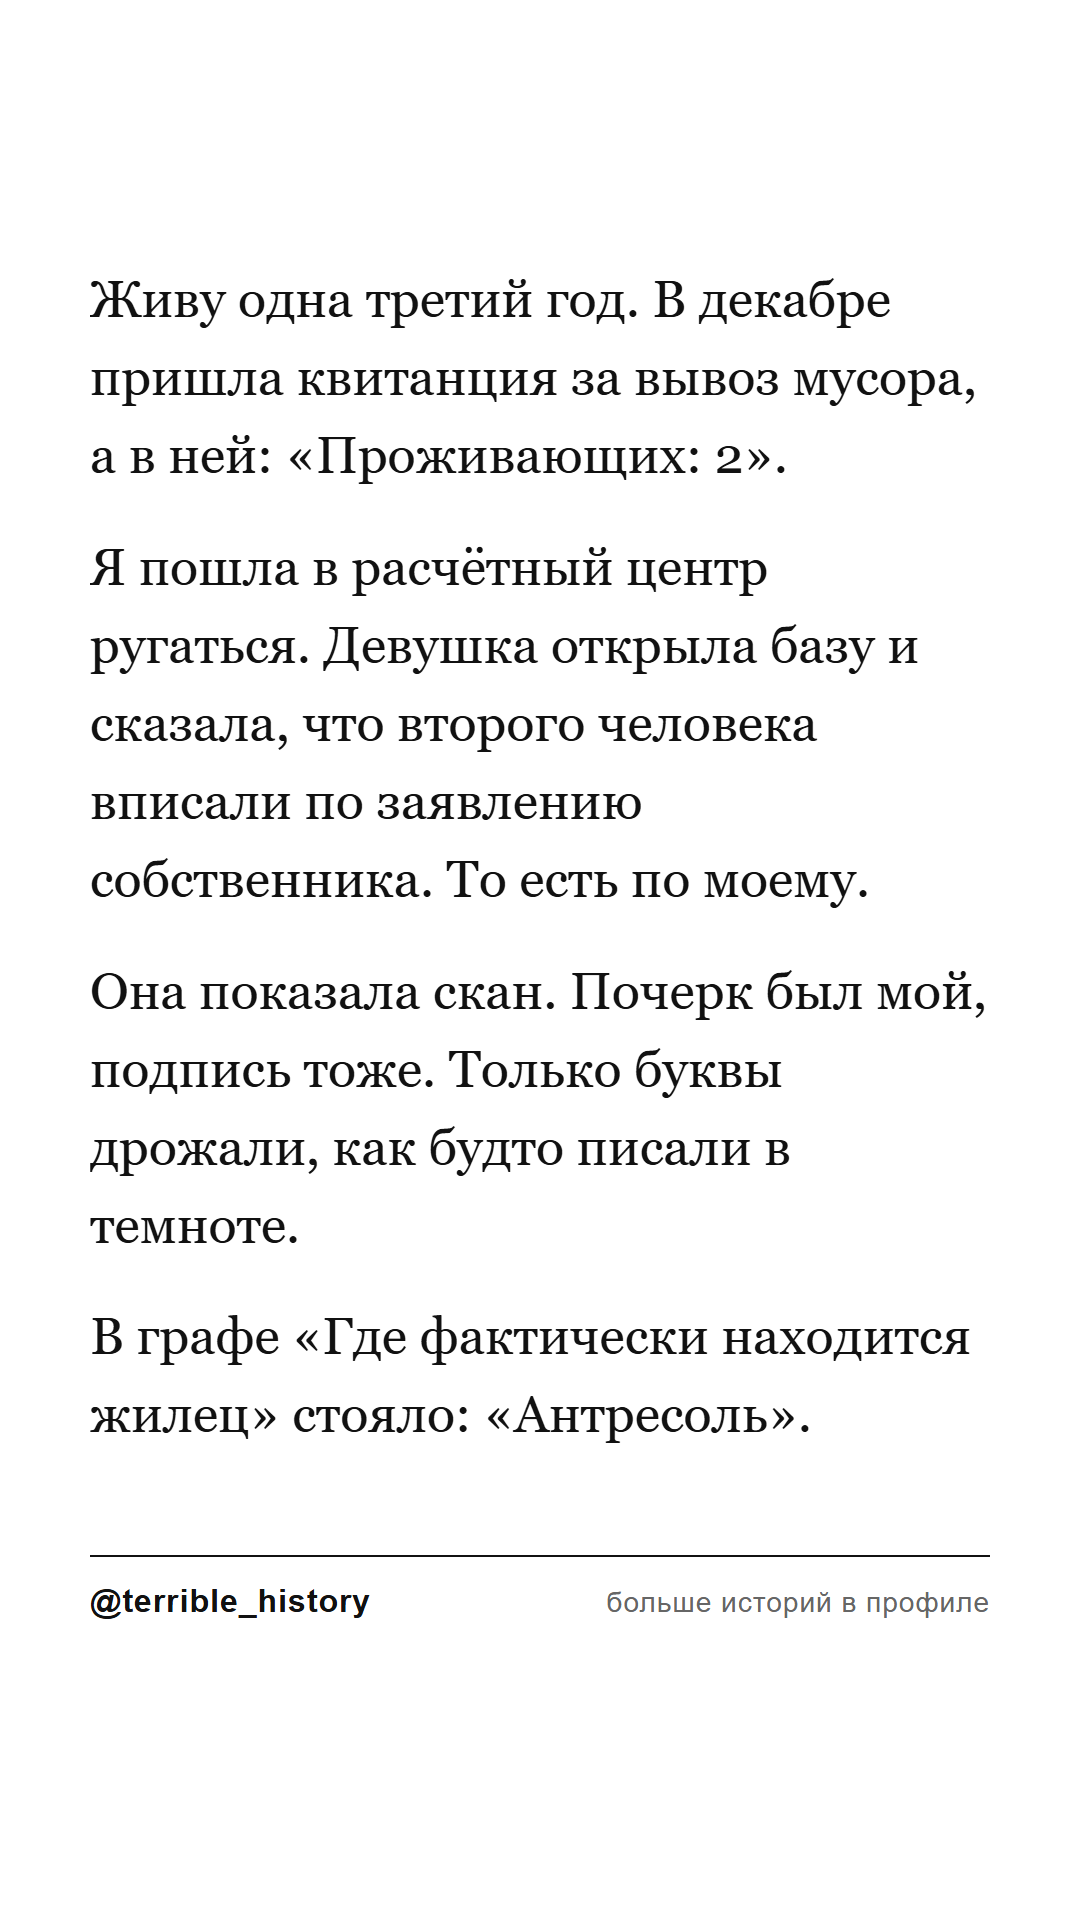 Живу одна третий год. В декабре
пришла квитанция за вывоз мусора,
а в ней: «Проживающих: 2».
Я пошла в расчётный центр
ругаться. Девушка открыла базу и
сказала, что второго человека
вписали по заявлению
собственника. То есть по моему.
Она показала скан. Почерк был мой,
подпись тоже. Только буквы
дрожали, как будто писали в
темноте.
В графе «Где фактически находится
жилец» стояло: «Антресоль».
@terrible_history
больше историй в профиле